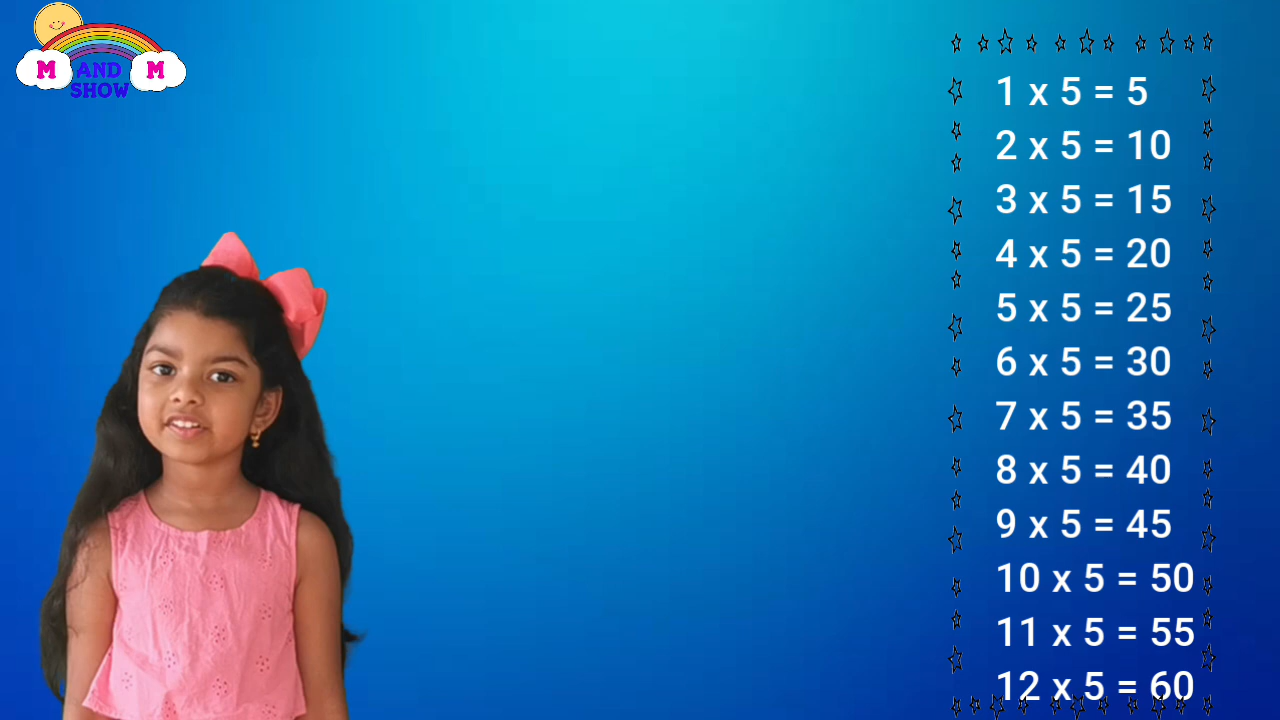 M AND M
SHOW
1 x 5 = 5
2 x 5 = 10
3 x 5 = 15
4 x 5 = 20
5 x 5 = 25
6 x 5 = 30
7 x 5 = 35
8 x 5 = 40
9 x 5 = 45
10 x 5 = 50
11 x 5 = 55
12 x 5 = 60